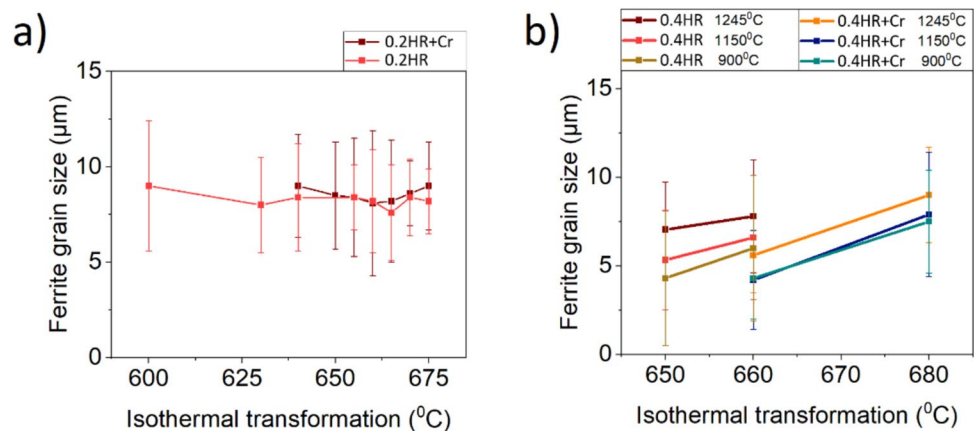 a)
0.2HR+Cr
0.2HR
15
10
5
0
Ferrite grain size (µm)
600 625 650 675
Isothermal transformation (⁰C)
b)
0.4HR 1245⁰C 0.4HR+Cr 1245⁰C
0.4HR 1150⁰C 0.4HR+Cr 1150⁰C
0.4HR 900⁰C 0.4HR+Cr 900⁰C
15
10
5
0
Ferrite grain size (µm)
650 660 670 680
Isothermal transformation (⁰C)